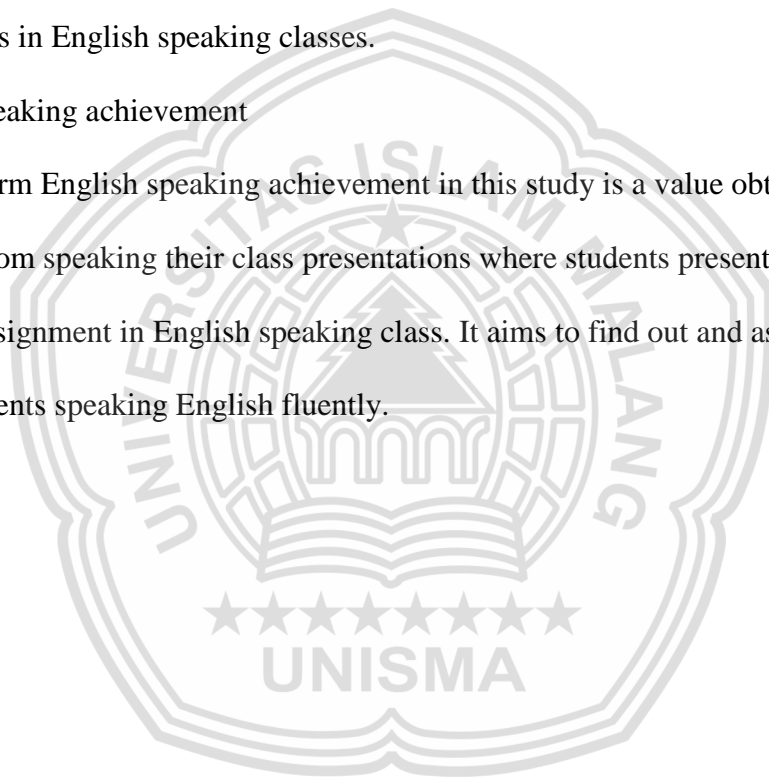 s in English speaking classes.
eaking achievement
rm English speaking achievement in this study is a value obt
om speaking their class presentations where students present
signment in English speaking class. It aims to find out and as
ents speaking English fluently.
UNIVERSITAS ISLAM MALANG
UNISMA